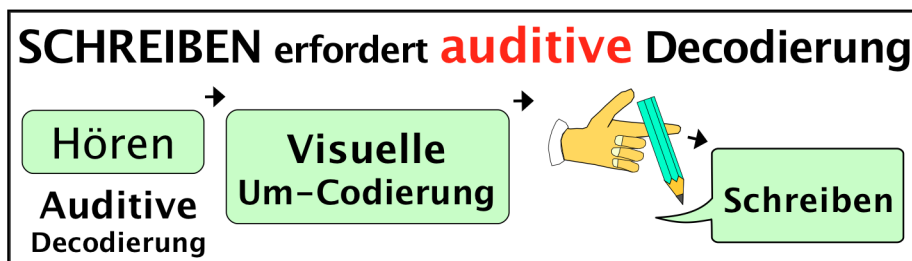 SCHREIBEN erfordert auditive Decodierung
Hören
Auditive
Decodierung
Visuelle
Um-Codierung
Schreiben